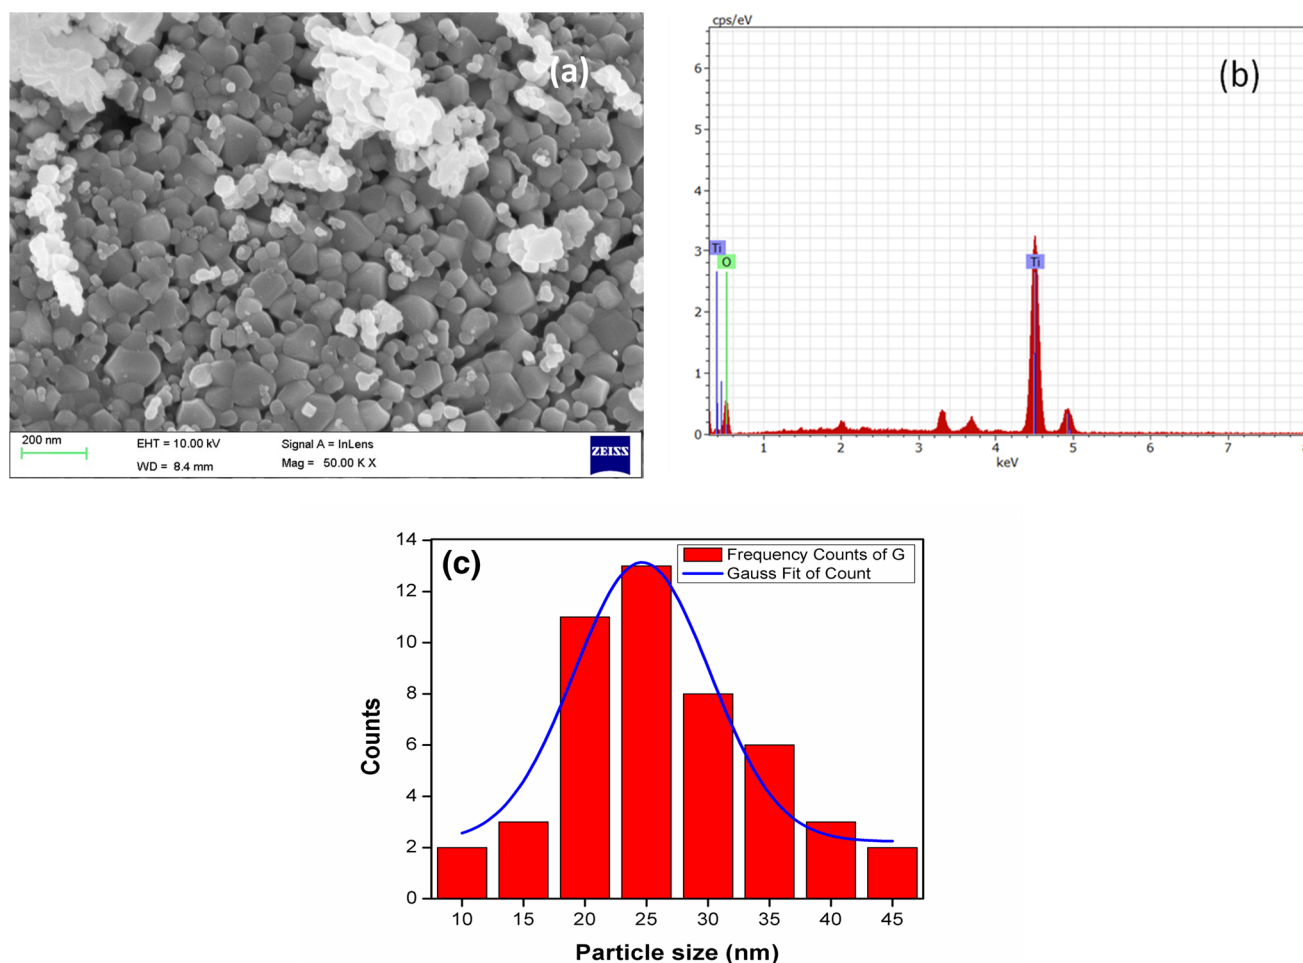 (a)
200 nm
EHT = 10.00 kV
Signal A = InLens
WD = 8.4 mm
Mag = 50.00 K X
ZEISS
cps/eV
(b)
6
5
4
3
2
1
0
Ti
O
Ti
1 2 3 4 5 6 7 8
keV
(c)
Frequency Counts of G
Gauss Fit of Count
14
12
10
8
6
4
2
0
Counts
10 15 20 25 30 35 40 45
Particle size (nm)